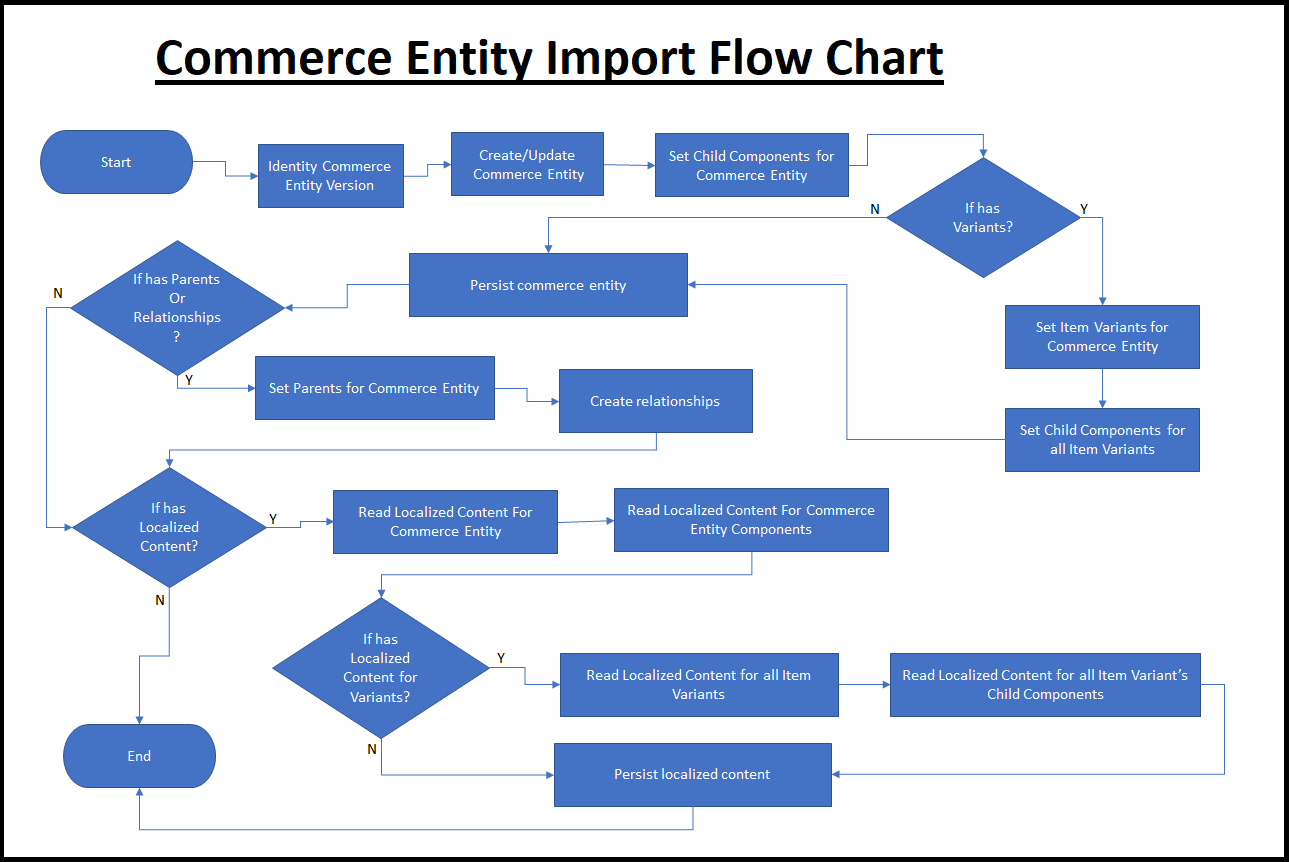 Commerce Entity Import Flow Chart
Start
Identity Commerce
Entity Version
Create/Update
Commerce Entity
Set Child Components for
Commerce Entity
If has
Variants?
N
Y
Persist commerce entity
If has Parents
Or
Relationships
?
N
Y
Set Item Variants for
Commerce Entity
Set Parents for Commerce Entity
Create relationships
Set Child Components for
all Item Variants
If has
Localized
Content?
Y
N
Read Localized Content For
Commerce Entity
Read Localized Content For Commerce
Entity Components
If has
Localized
Content for
Variants?
Y
N
Read Localized Content for all Item
Variants
Read Localized Content for all Item Variant’s
Child Components
End
Persist localized content